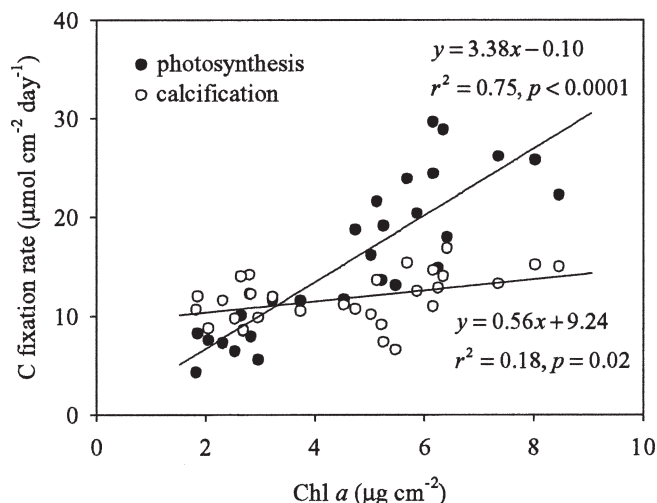 40
30
20
10
0
C fixation rate (μmol cm⁻² day⁻¹)
photosynthesis
calcification
y = 3.38x − 0.10
r² = 0.75, p < 0.0001
y = 0.56x + 9.24
r² = 0.18, p = 0.02
0 2 4 6 8 10
Chl a (μg cm⁻²)